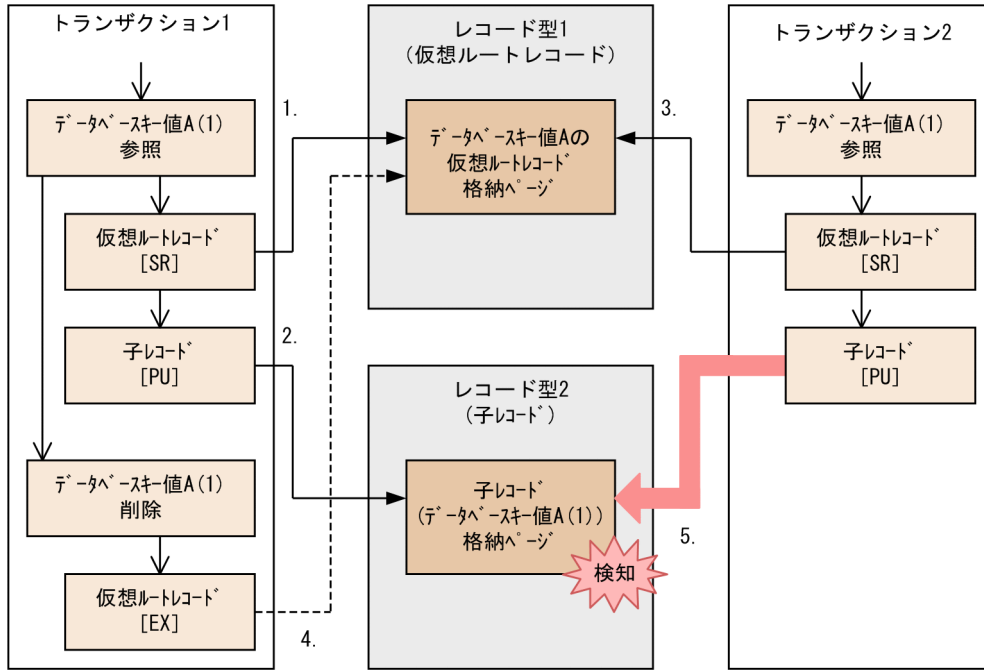 トランザクション1
ﾃﾞｰﾀﾍﾞｰｽｷｰ値A(1)
参照
仮想ﾙｰﾄﾚｺｰﾄﾞ
[SR]
子ﾚｺｰﾄﾞ
[PU]
ﾃﾞｰﾀﾍﾞｰｽｷｰ値A(1)
削除
仮想ﾙｰﾄﾚｺｰﾄﾞ
[EX]
1.
2.
4.
レコード型1
(仮想ルートレコード)
ﾃﾞｰﾀﾍﾞｰｽｷｰ値Aの
仮想ﾙｰﾄﾚｺｰﾄﾞ
格納ﾍﾟｰｼﾞ
レコード型2
(子ﾚｺｰﾄﾞ)
子ﾚｺｰﾄﾞ
(ﾃﾞｰﾀﾍﾞｰｽｷｰ値A(1))
格納ﾍﾟｰｼﾞ
検知
3.
5.
トランザクション2
ﾃﾞｰﾀﾍﾞｰｽｷｰ値A(1)
参照
仮想ﾙｰﾄﾚｺｰﾄﾞ
[SR]
子ﾚｺｰﾄﾞ
[PU]